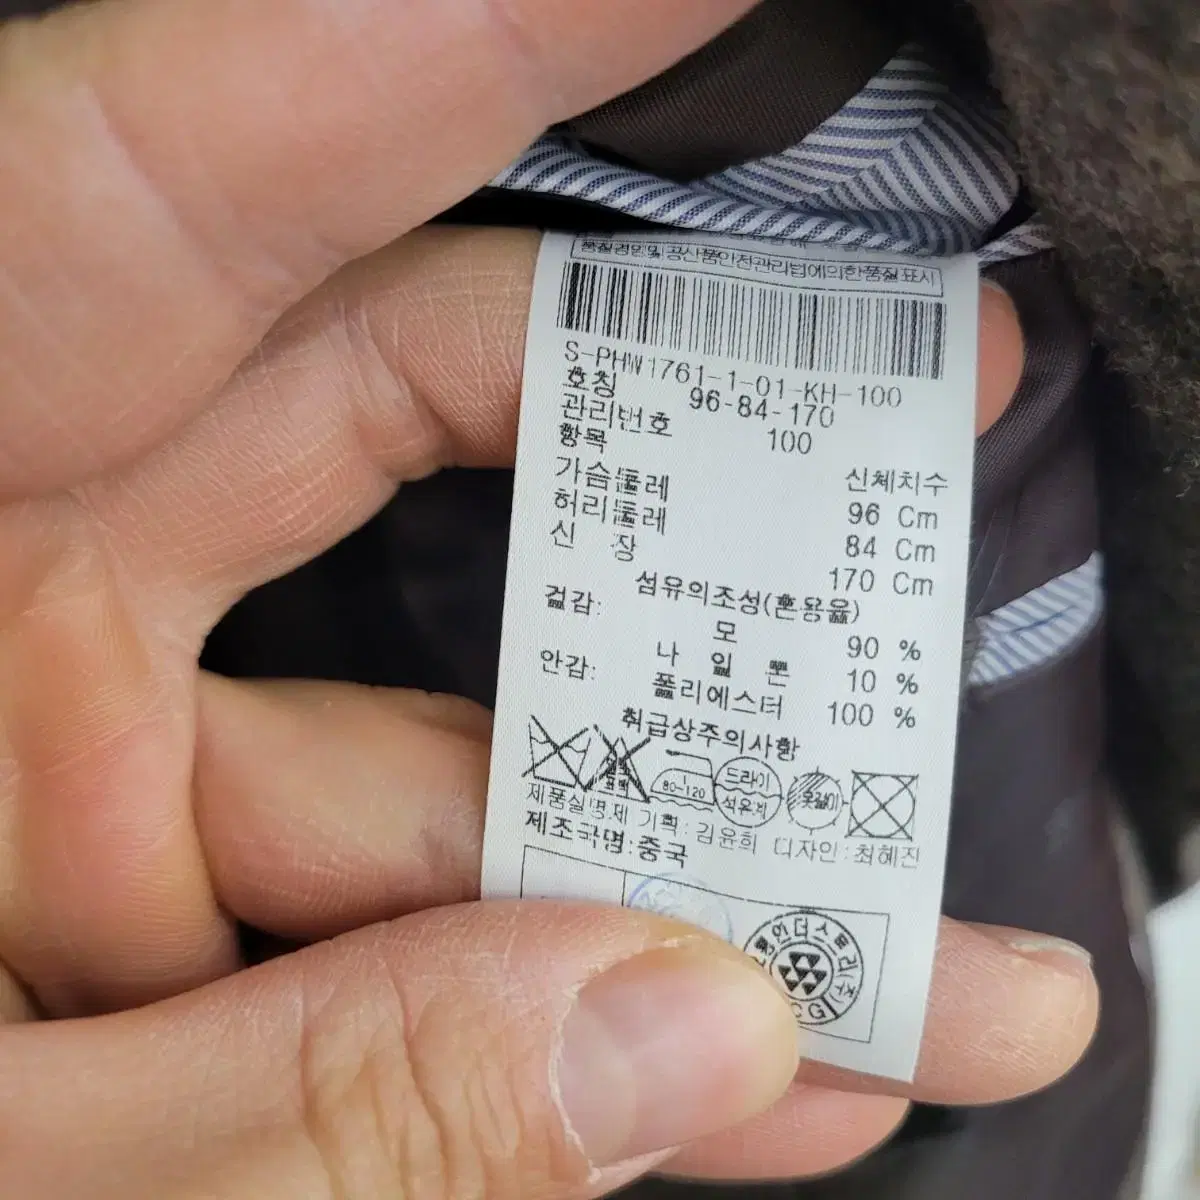 품질경영및 공산품안전관리법에의한품질표시
S-PHW1761-1-01-KH-100
호칭 96-84-170
관리번호 100
항목 신체치수
가슴둘레 96 Cm
허리둘레 84 Cm
신 장 170 Cm
섬유의조성(혼용율)
겉감: 모 90 %
나 일 론 10 %
안감: 폴리에스터 100 %
취급상주의사항
80-120 드라이 석유계 옷걸이
제품실명제 기획:김윤희 디자인:최혜진
제조국명:중국